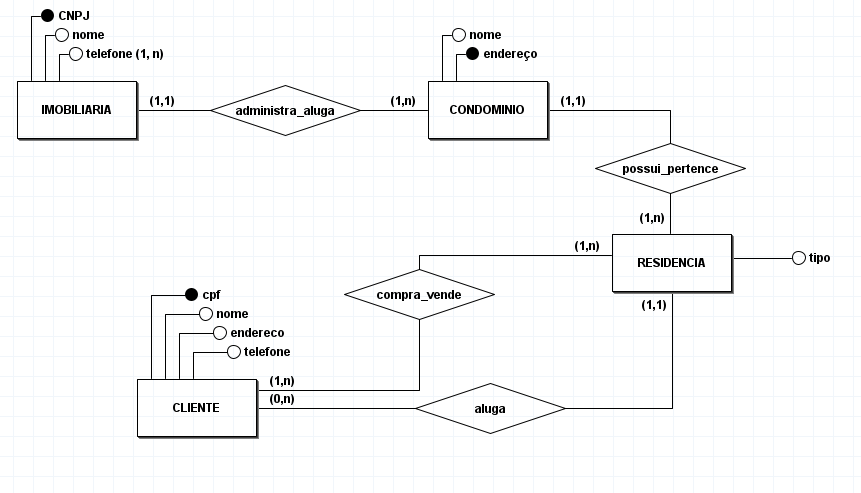 CNPJ
nome
telefone (1, n)
IMOBILIARIA
(1,1)
administra_aluga
(1,n)
nome
endereço
CONDOMINIO
(1,1)
possui_pertence
(1,n)
RESIDENCIA
tipo
(1,n)
compra_vende
(1,1)
cpf
nome
endereco
telefone
CLIENTE
(1,n)
(0,n)
aluga